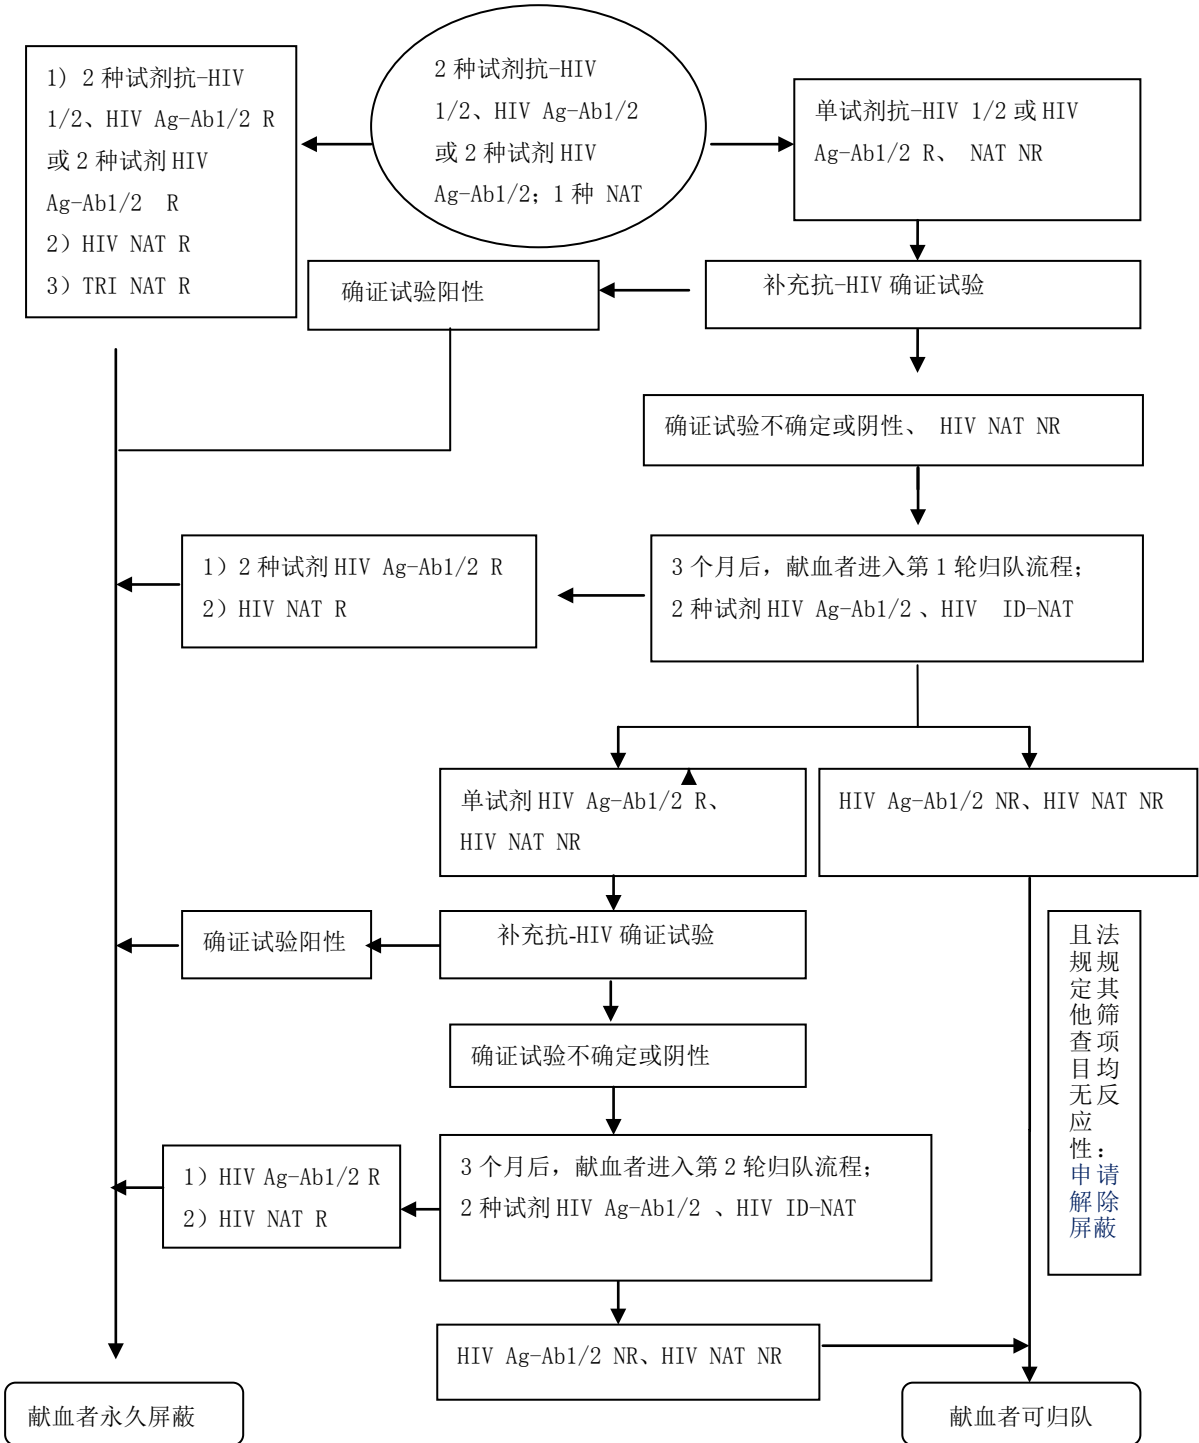 1) 2 种试剂抗-HIV
1/2、HIV Ag-Ab1/2 R
或 2 种试剂 HIV
Ag-Ab1/2 R
2）HIV NAT R
3）TRI NAT R
2 种试剂抗-HIV
1/2、HIV Ag-Ab1/2
或 2 种试剂 HIV
Ag-Ab1/2；1 种 NAT
单试剂抗-HIV 1/2 或 HIV
Ag-Ab1/2 R、 NAT NR
确证试验阳性
补充抗-HIV 确证试验
确证试验不确定或阴性、 HIV NAT NR
1）2 种试剂 HIV Ag-Ab1/2 R
2）HIV NAT R
3 个月后，献血者进入第 1 轮归队流程；
2 种试剂 HIV Ag-Ab1/2 、HIV ID-NAT
单试剂 HIV Ag-Ab1/2 R、
HIV NAT NR
HIV Ag-Ab1/2 NR、HIV NAT NR
确证试验阳性
补充抗-HIV 确证试验
且法
规规
定其
他筛
查项
目均
无反
应
性：
申请
解除
屏蔽
确证试验不确定或阴性
1）HIV Ag-Ab1/2 R
2）HIV NAT R
3 个月后，献血者进入第 2 轮归队流程；
2 种试剂 HIV Ag-Ab1/2 、HIV ID-NAT
HIV Ag-Ab1/2 NR、HIV NAT NR
献血者永久屏蔽
献血者可归队